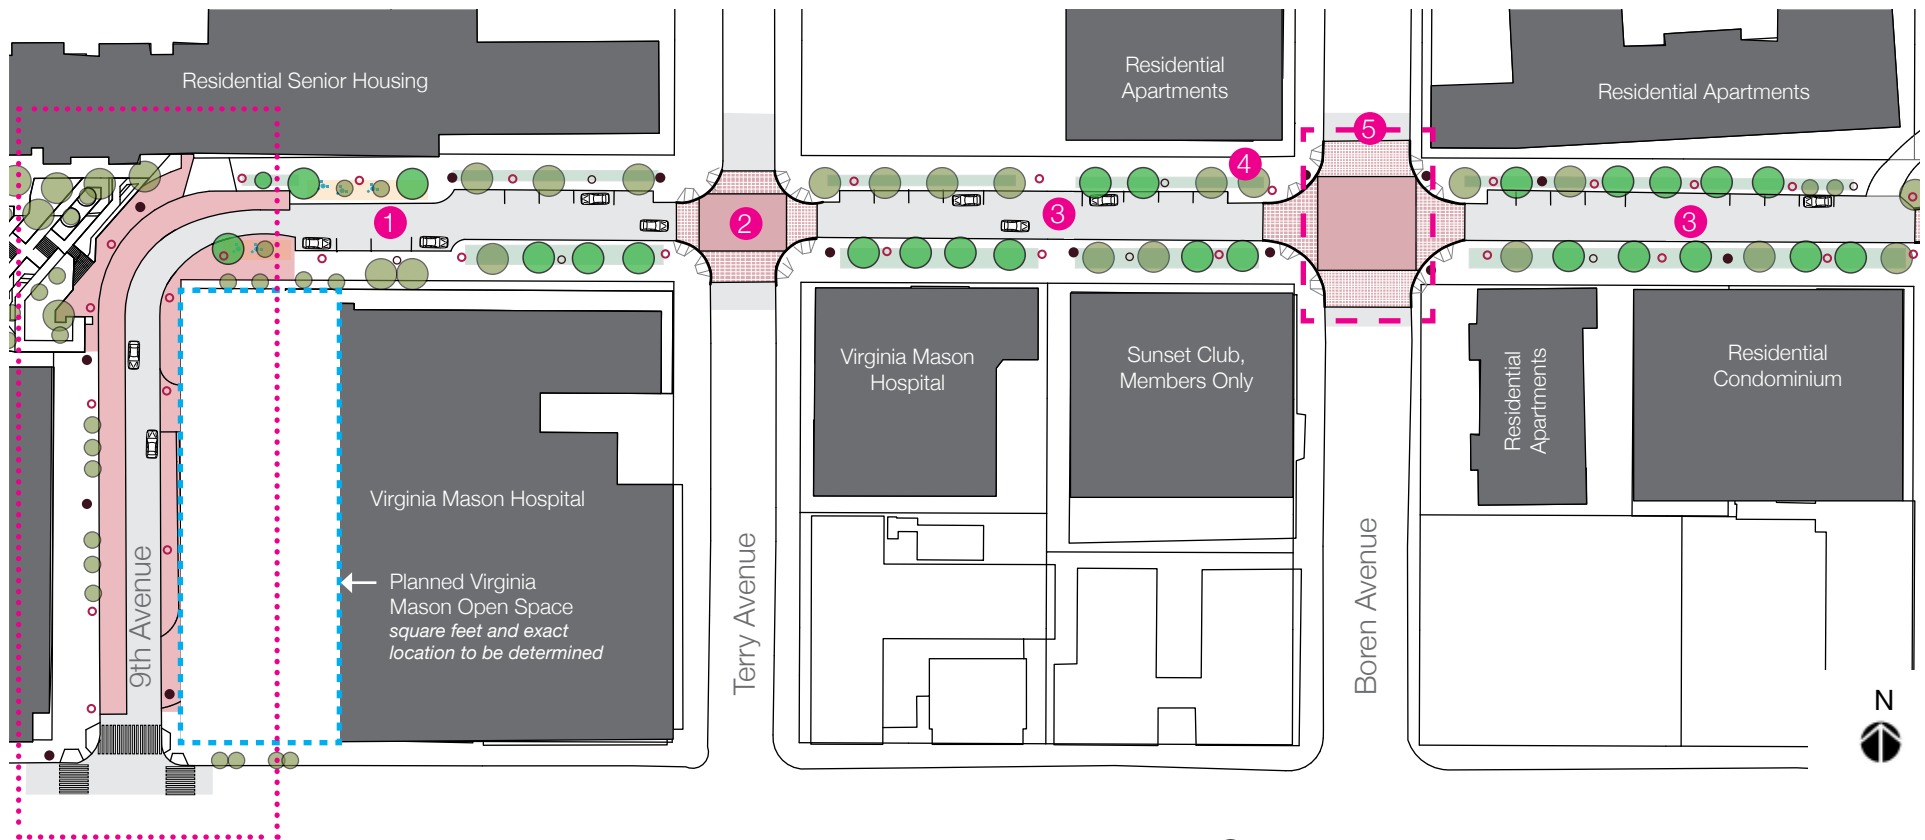 Residential Senior Housing
Residential
Apartments
Residential Apartments
5
4
1
2
3
3
Virginia Mason
Hospital
Sunset Club,
Members Only
Residential
Apartments
Residential
Condominium
Virginia Mason Hospital
Planned Virginia
Mason Open Space
square feet and exact
location to be determined
9th Avenue
Terry Avenue
Boren Avenue
N